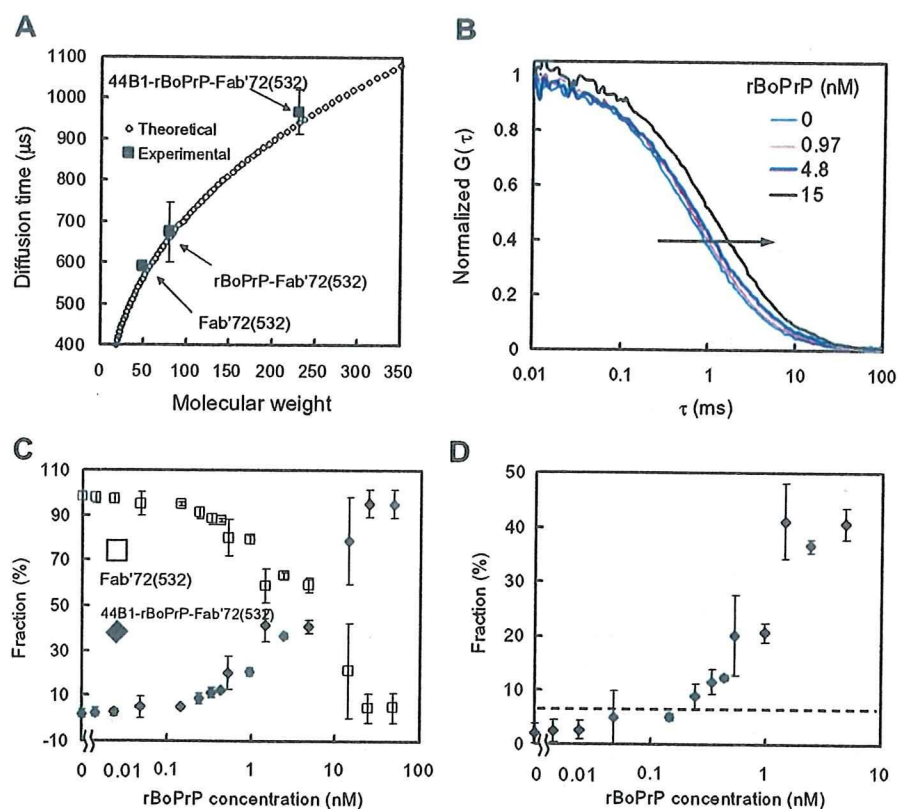 A
1100
1000
900
800
700
600
500
400
Diffusion time (μs)
44B1-rBoPrP-Fab'72(532)
Theoretical
Experimental
rBoPrP-Fab'72(532)
Fab'72(532)
0 50 100 150 200 250 300 350
Molecular weight
B
1
0.8
0.6
0.4
0.2
0
Normalized G(τ)
rBoPrP (nM)
0
0.97
4.8
15
0.01 0.1 1 10 100
τ (ms)
C
110
90
70
50
30
10
-10
Fraction (%)
Fab'72(532)
44B1-rBoPrP-Fab'72(532)
0 0.01 0.1 1 10 100
rBoPrP concentration (nM)
D
50
40
30
20
10
0
Fraction (%)
0 0.01 0.1 1 10
rBoPrP concentration (nM)